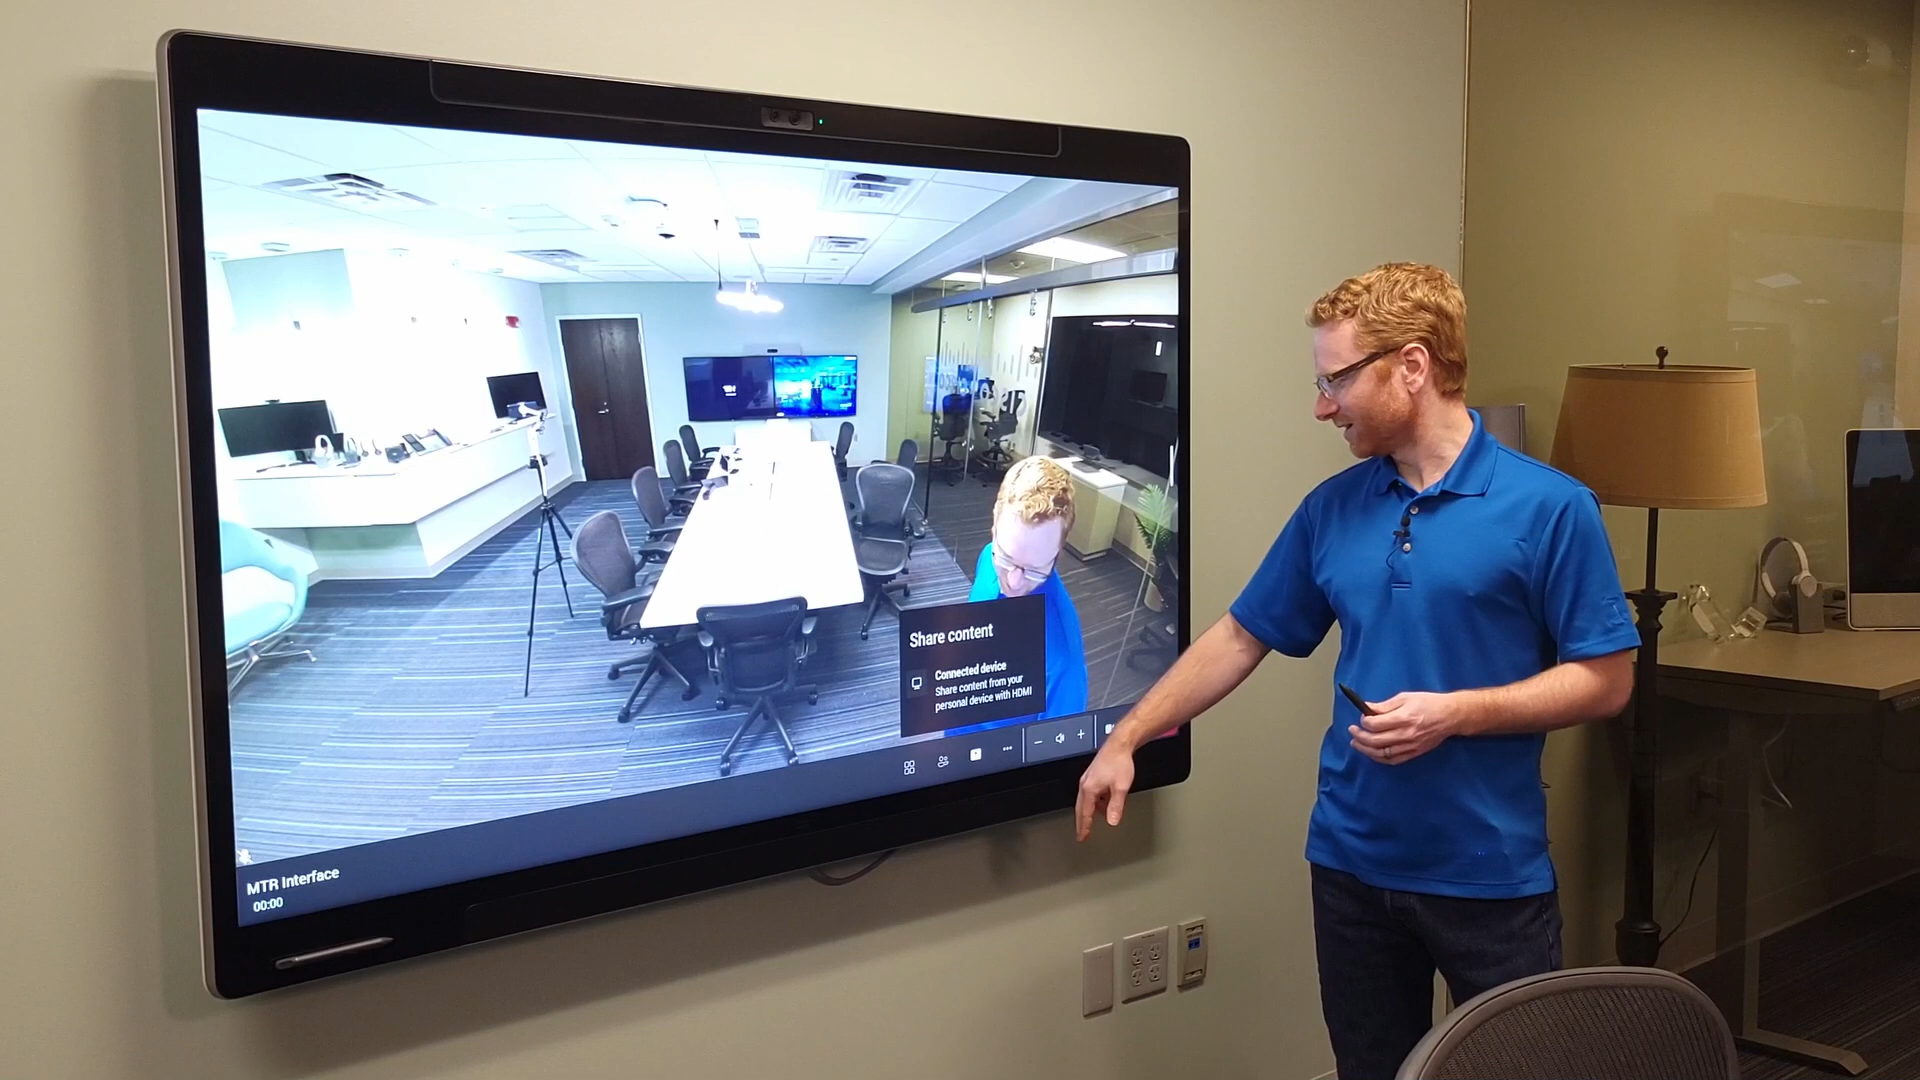 Share content
Connected device
Share content from your
personal device with HDMI
MTR Interface
00:00